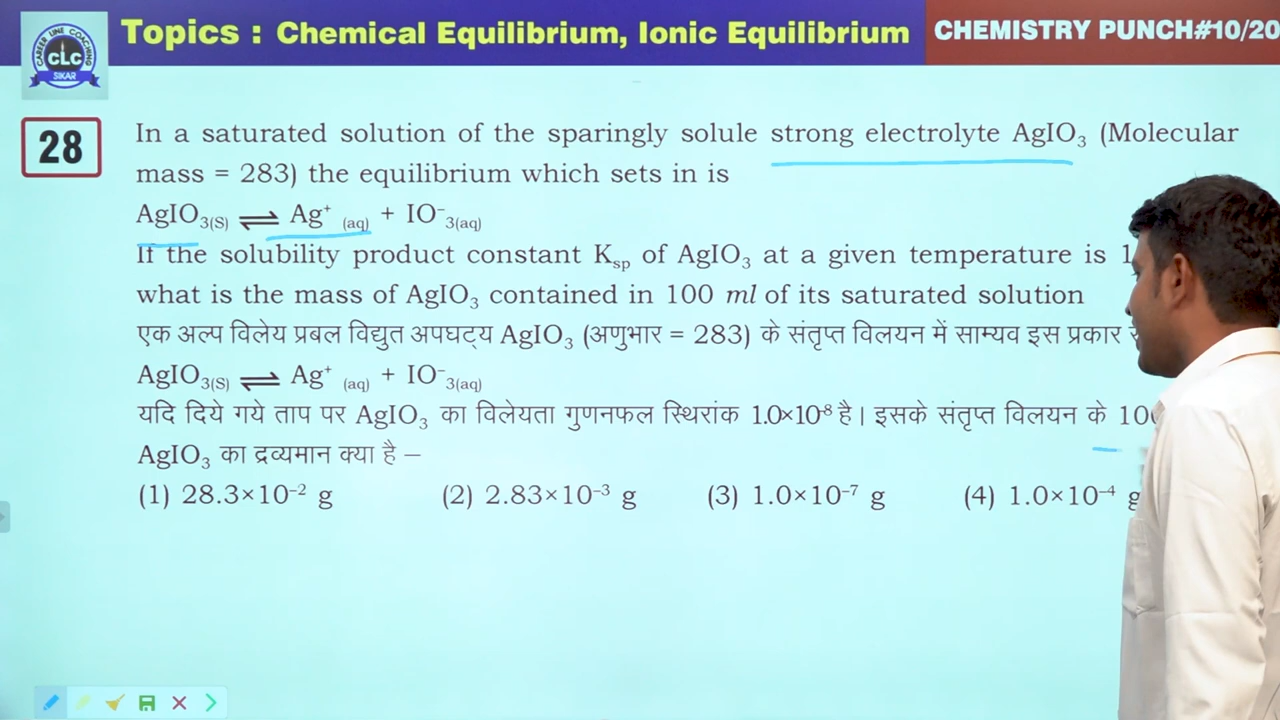 CAREER LINE COACHING
CLC
SIKAR
Topics : Chemical Equilibrium, Ionic Equilibrium
CHEMISTRY PUNCH#10/20
28
In a saturated solution of the sparingly solule strong electrolyte AgIO₃ (Molecular
mass = 283) the equilibrium which sets in is
AgIO₃(S) ⇌ Ag⁺ (aq) + IO⁻₃(aq)
If the solubility product constant Ksp of AgIO₃ at a given temperature is 1
what is the mass of AgIO₃ contained in 100 ml of its saturated solution
एक अल्प विलेय प्रबल विद्युत अपघट्य AgIO₃ (अणुभार = 283) के संतृप्त विलयन में साम्यव इस प्रकार
AgIO₃(S) ⇌ Ag⁺ (aq) + IO⁻₃(aq)
यदि दिये गये ताप पर AgIO₃ का विलेयता गुणनफल स्थिरांक 1.0×10⁻⁸ है। इसके संतृप्त विलयन के 10
AgIO₃ का द्रव्यमान क्या है –
(1) 28.3×10⁻² g (2) 2.83×10⁻³ g (3) 1.0×10⁻⁷ g (4) 1.0×10⁻⁴ g